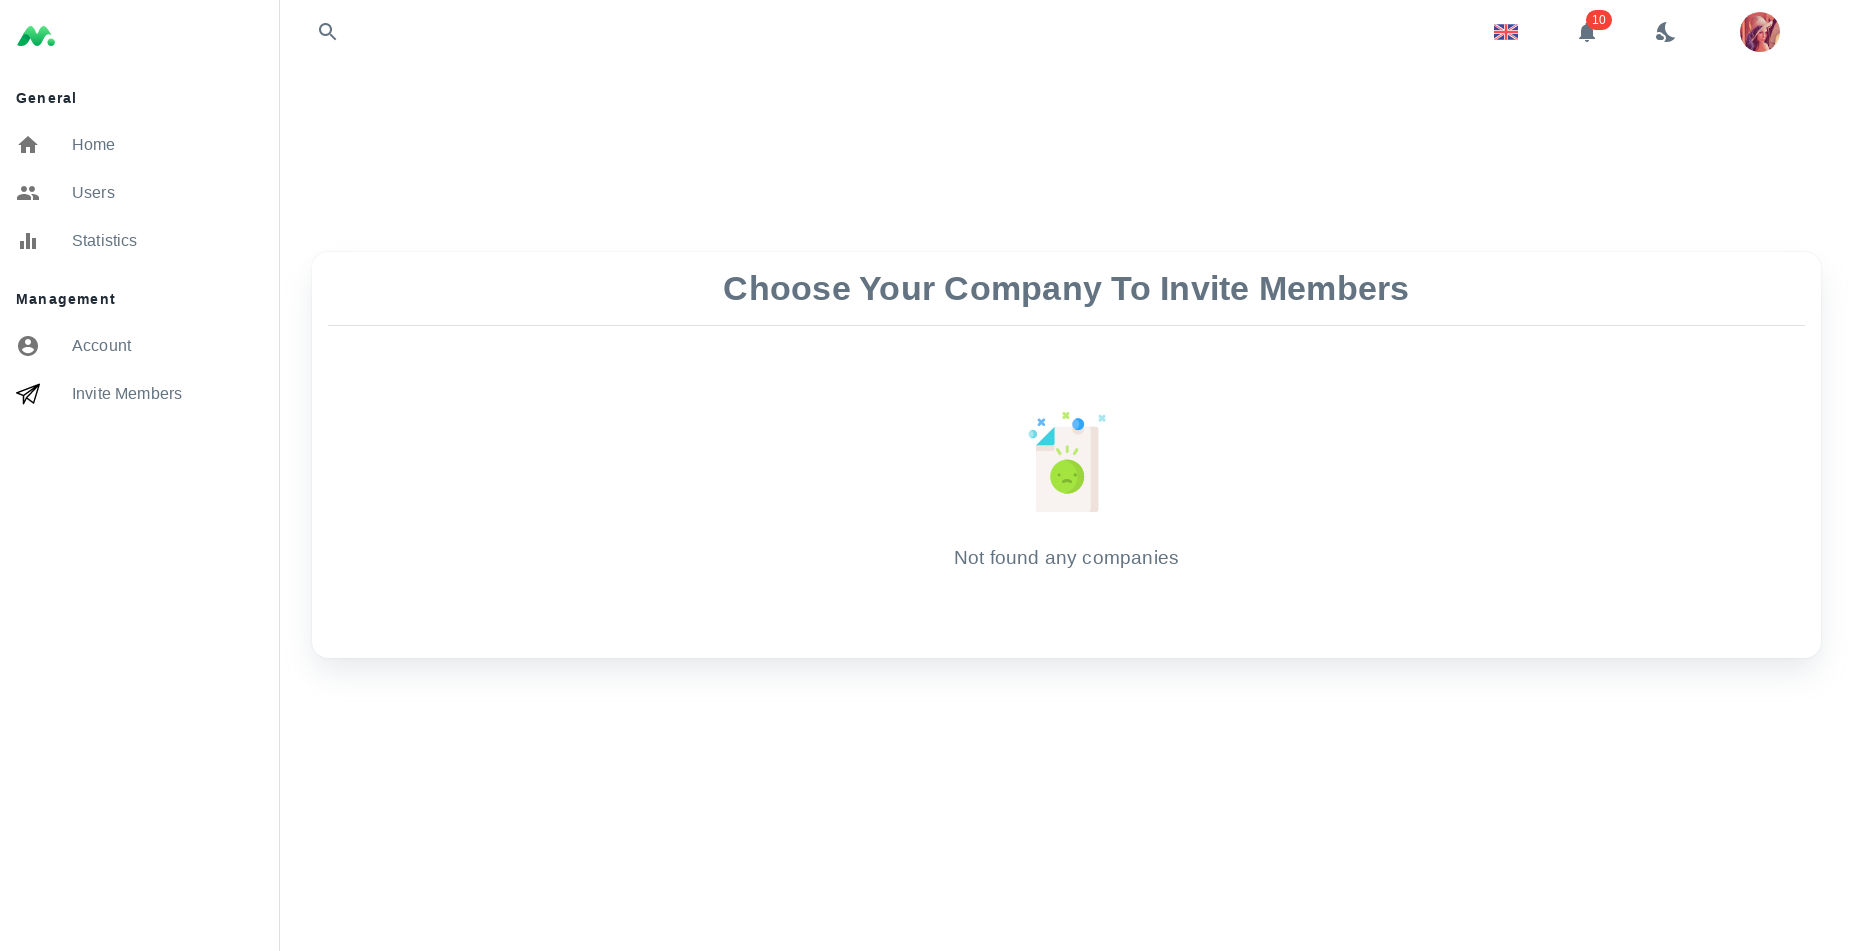 10
General
Home
Users
Statistics
Management
Account
Invite Members
Choose Your Company To Invite Members
Not found any companies